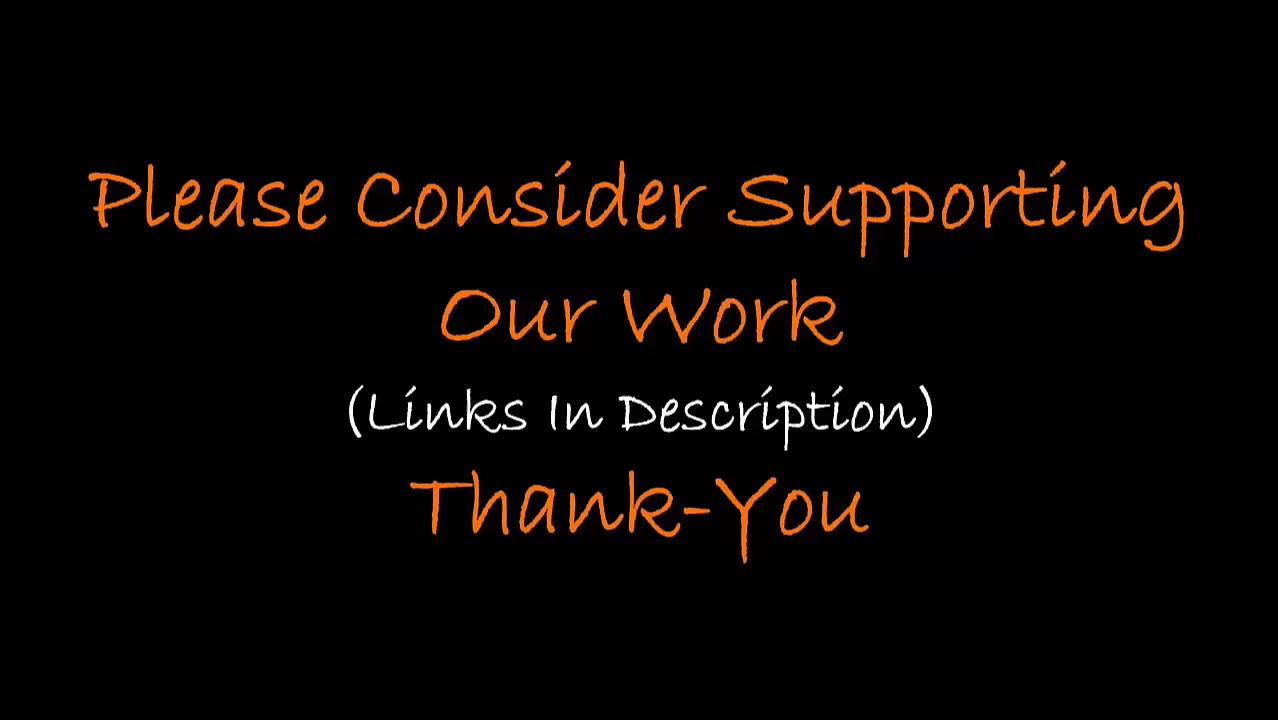 Please Consider Supporting
Our Work
(Links In Description)
Thank-You